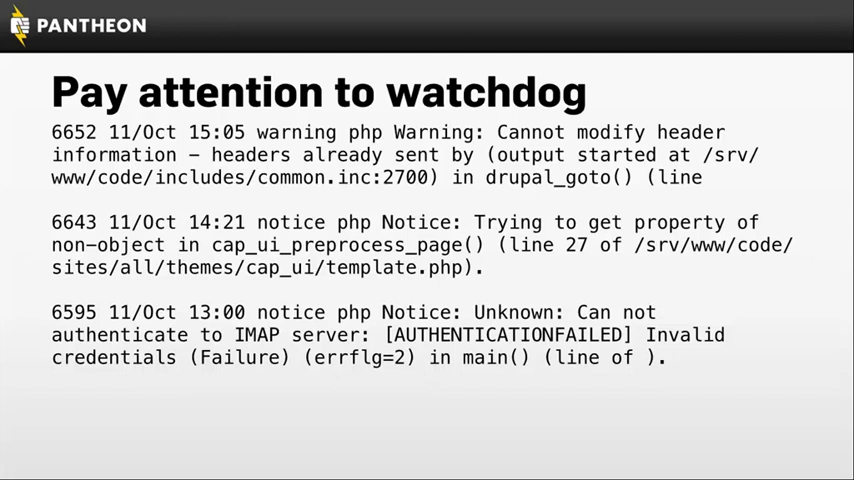 PANTHEON
Pay attention to watchdog
6652 11/Oct 15:05 warning php Warning: Cannot modify header
information - headers already sent by (output started at /srv/
www/code/includes/common.inc:2700) in drupal_goto() (line
6643 11/Oct 14:21 notice php Notice: Trying to get property of
non-object in cap_ui_preprocess_page() (line 27 of /srv/www/code/
sites/all/themes/cap_ui/template.php).
6595 11/Oct 13:00 notice php Notice: Unknown: Can not
authenticate to IMAP server: [AUTHENTICATIONFAILED] Invalid
credentials (Failure) (errflg=2) in main() (line of ).